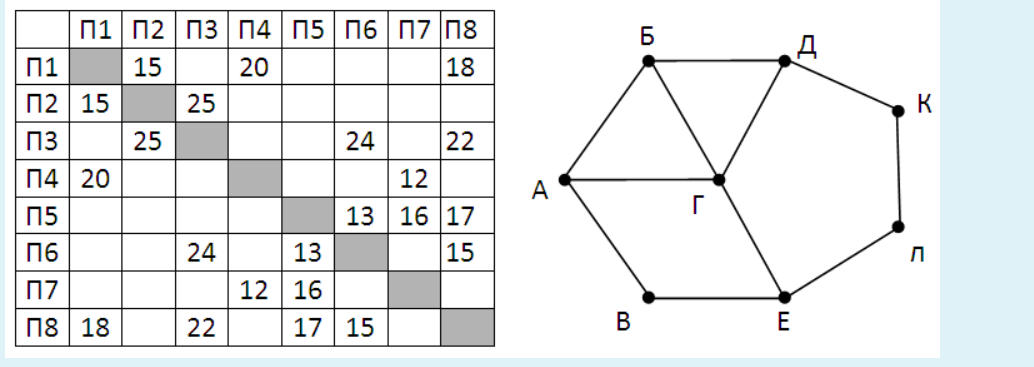 П1 П2 П3 П4 П5 П6 П7 П8
П1 15 20 18
П2 15 25
П3 25 24 22
П4 20 12
П5 13 16 17
П6 24 13 15
П7 12 16
П8 18 22 17 15
Б
Д
К
А
Г
Л
В
Е